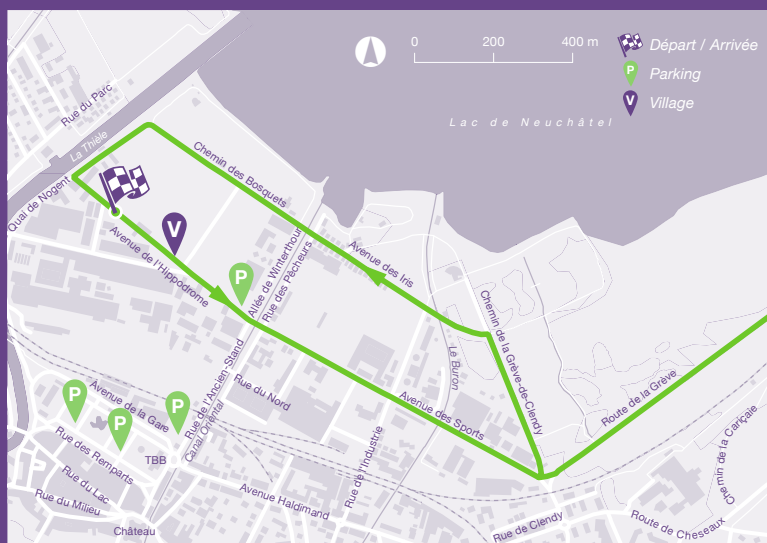 0 200 400 m
Départ / Arrivée
P Parking
V Village
Lac de Neuchâtel
Rue du Parc
La Thièle
Quai de Nogent
Chemin des Bosquets
V
Avenue de l'Hippodrome
P
Allée de Winterthour
Rue des Pêcheurs
Avenue des Iris
Chemin de la Grève-de-Clendy
Le Buron
Rue de l'Ancien-Stand
Canal Oriental
Rue du Nord
Avenue des Sports
Route de la Grève
P
P
P
Avenue de la Gare
Rue des Remparts
TBB
Rue du Lac
Rue du Milieu
Château
Avenue Haldimand
Rue de l'Industrie
Rue de Clendy
Route de Cheseaux
Chemin de la Cariçaie